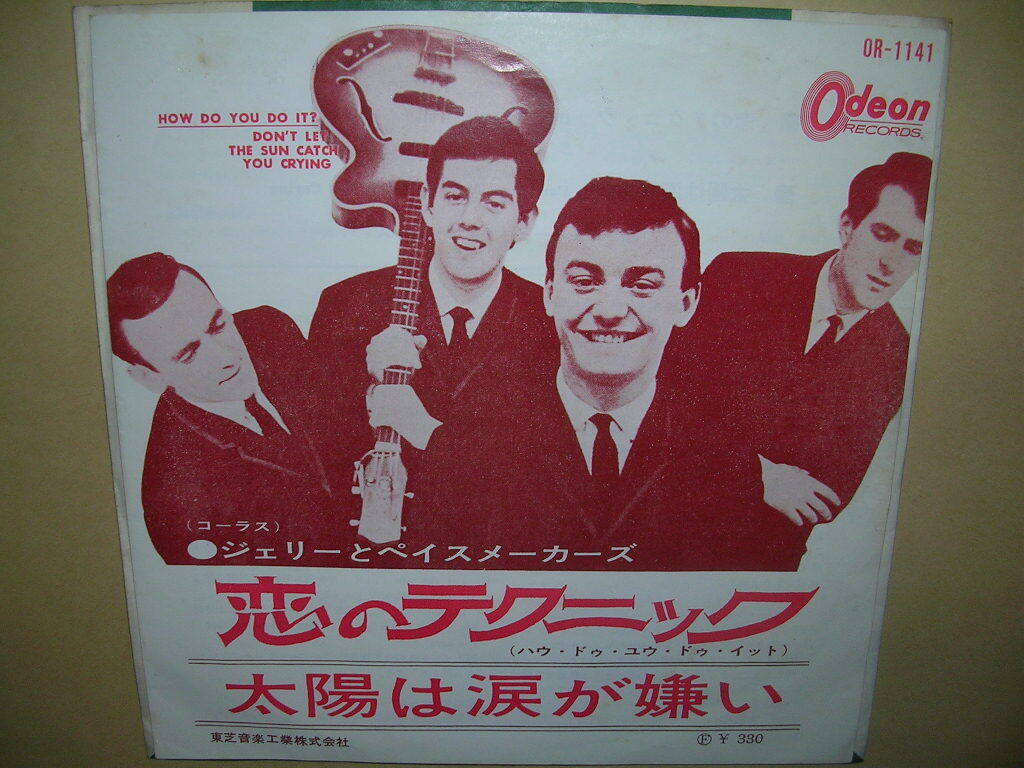 OR-1141
Odeon
RECORDS.
HOW DO YOU DO IT?
DON'T LET
THE SUN CATCH
YOU CRYING
(コーラス)
●ジェリーとペイスメーカーズ
恋のテクニック
(ハウ・ドゥ・ユウ・ドゥ・イット)
太陽は涙が嫌い
東芝音楽工業株式会社
Ⓕ ¥ 330